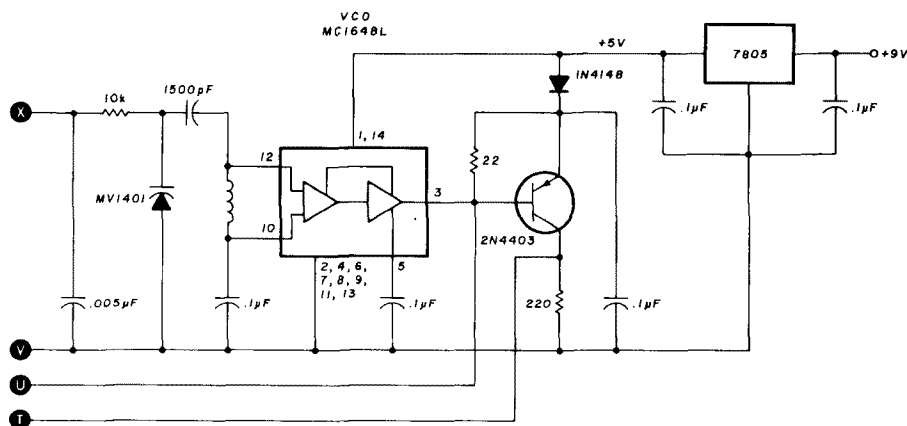 VCO
MC1648L
+5V
7805
+9V
1N4148
1500pF
10k
X
.1μF
.1μF
1, 14
12
22
3
MV1401
10
2N4403
2, 4, 6,
7, 8, 9,
11, 13
5
.005μF
.1μF
.1μF
220
.1μF
V
U
T